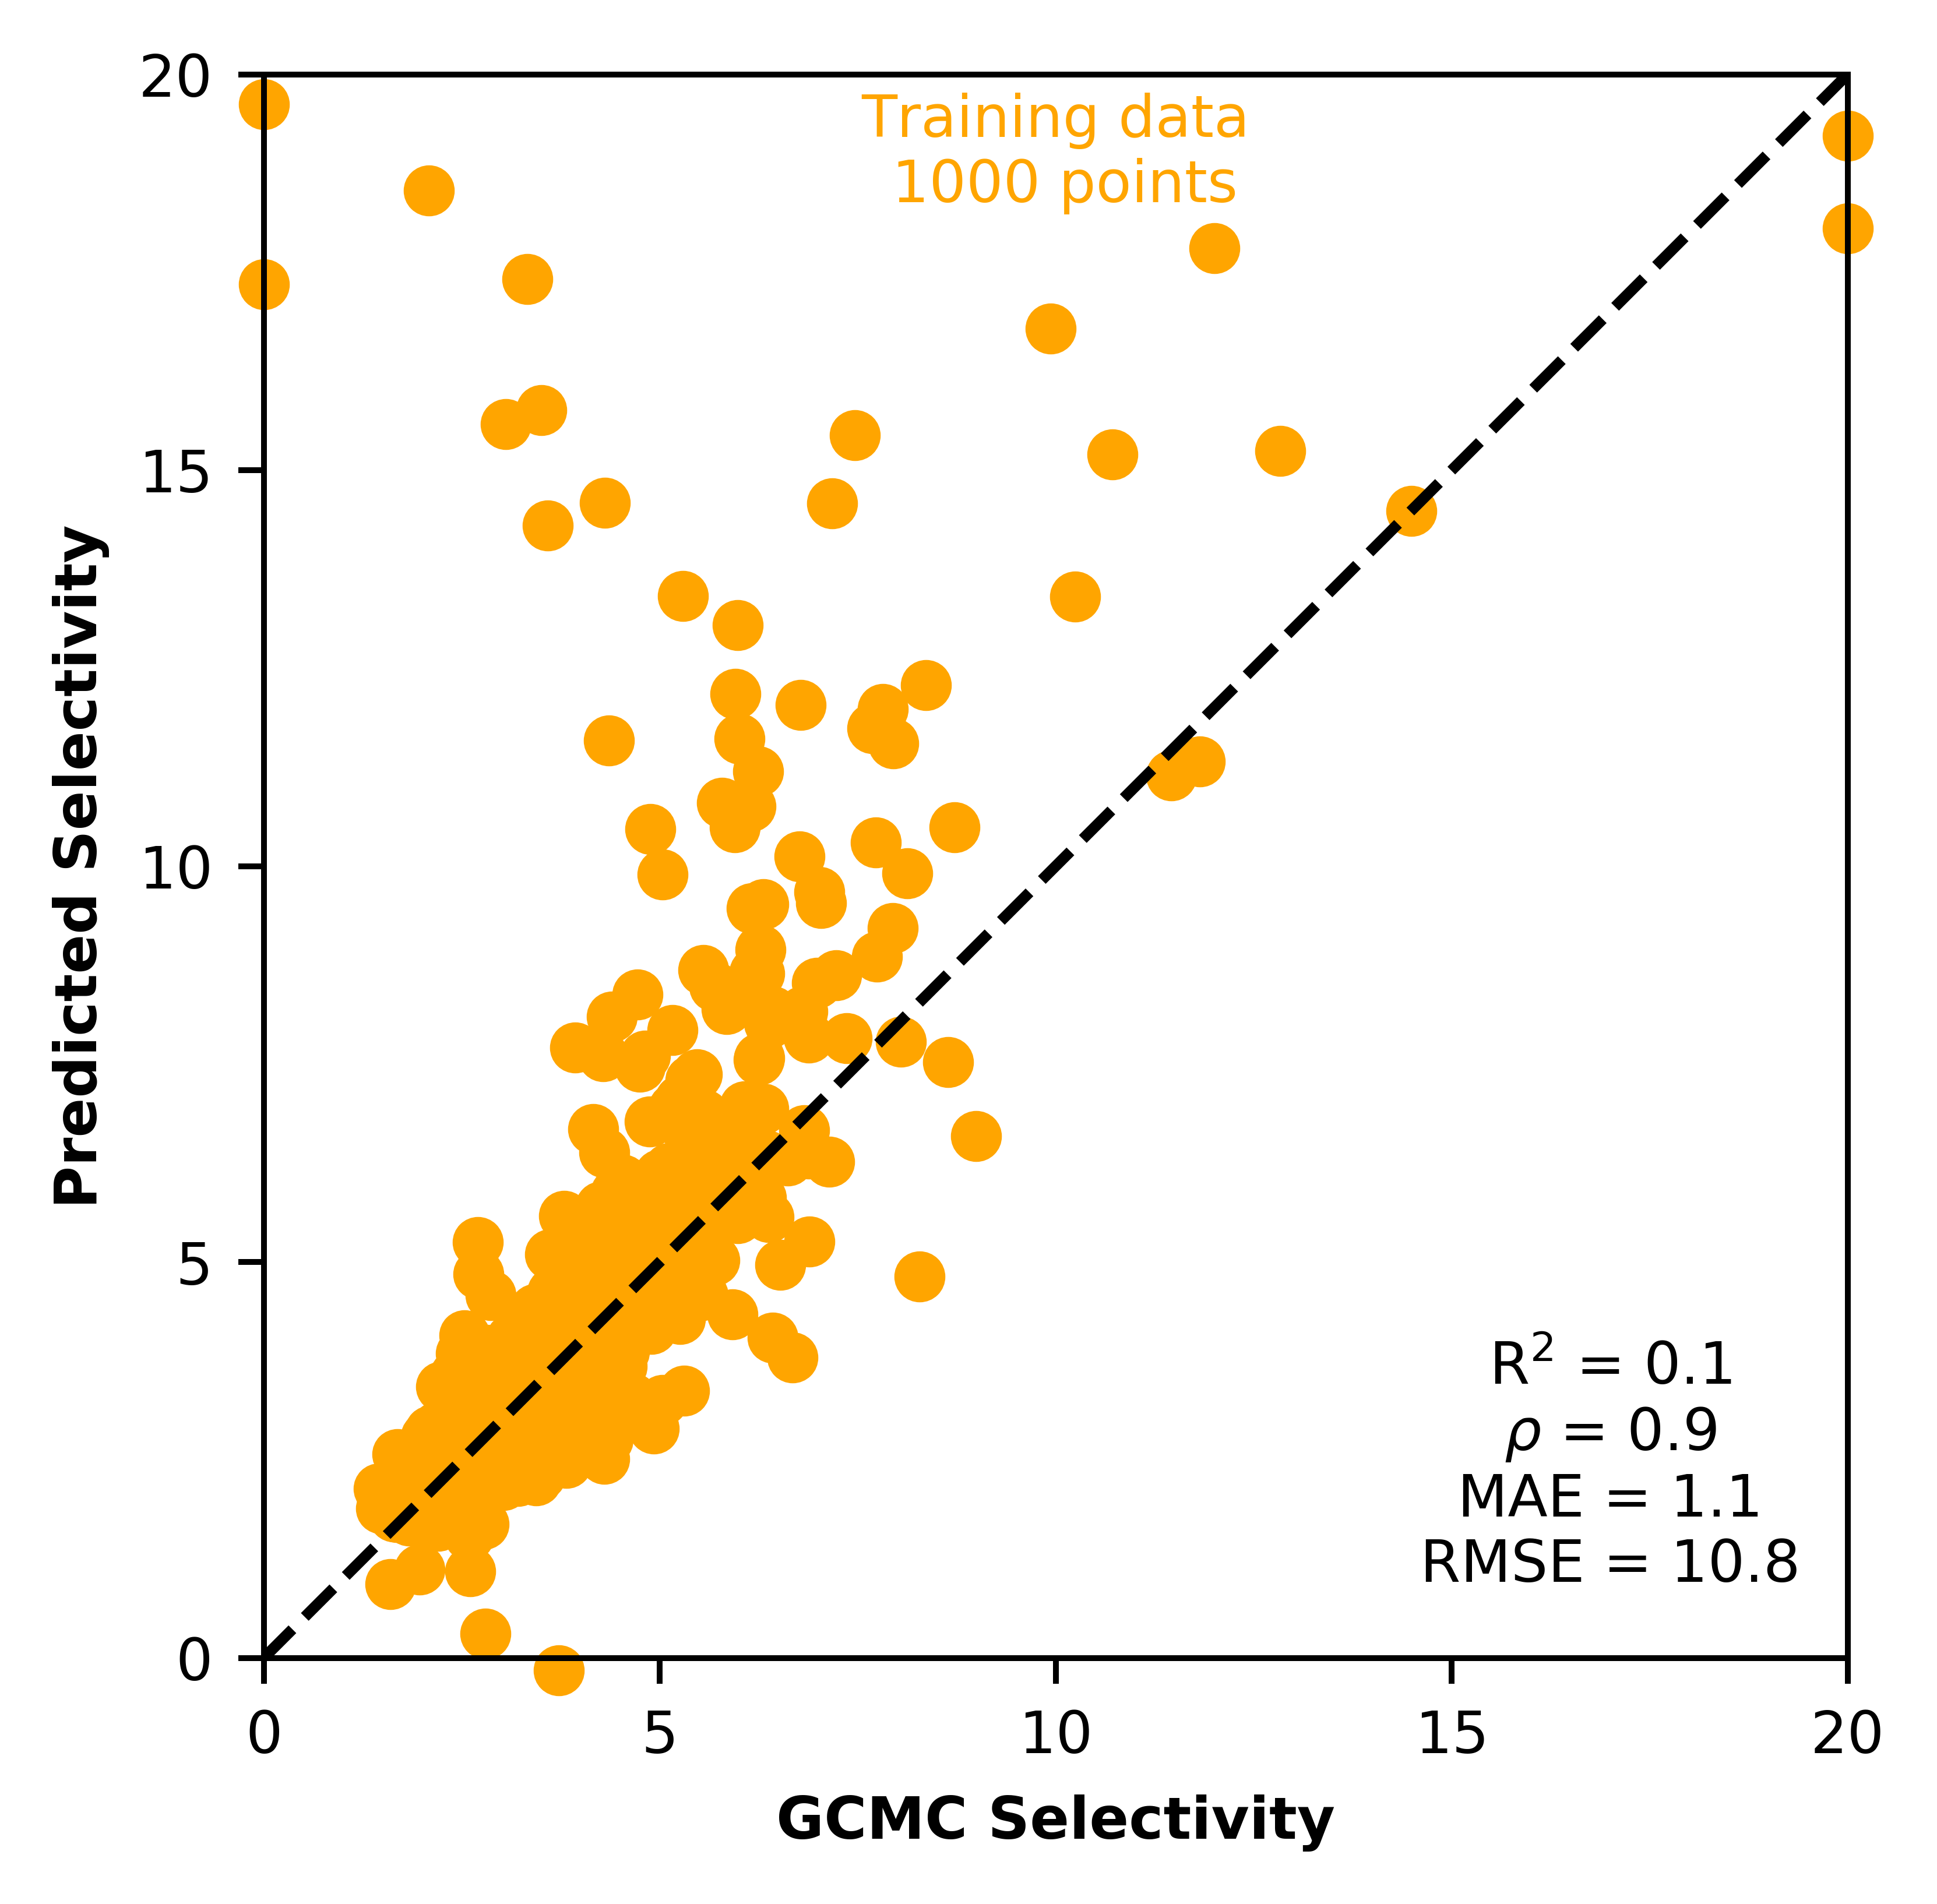 Training data
1000 points
20
15
10
5
0
Predicted Selectivity
R² = 0.1
ρ = 0.9
MAE = 1.1
RMSE = 10.8
0 5 10 15 20
GCMC Selectivity